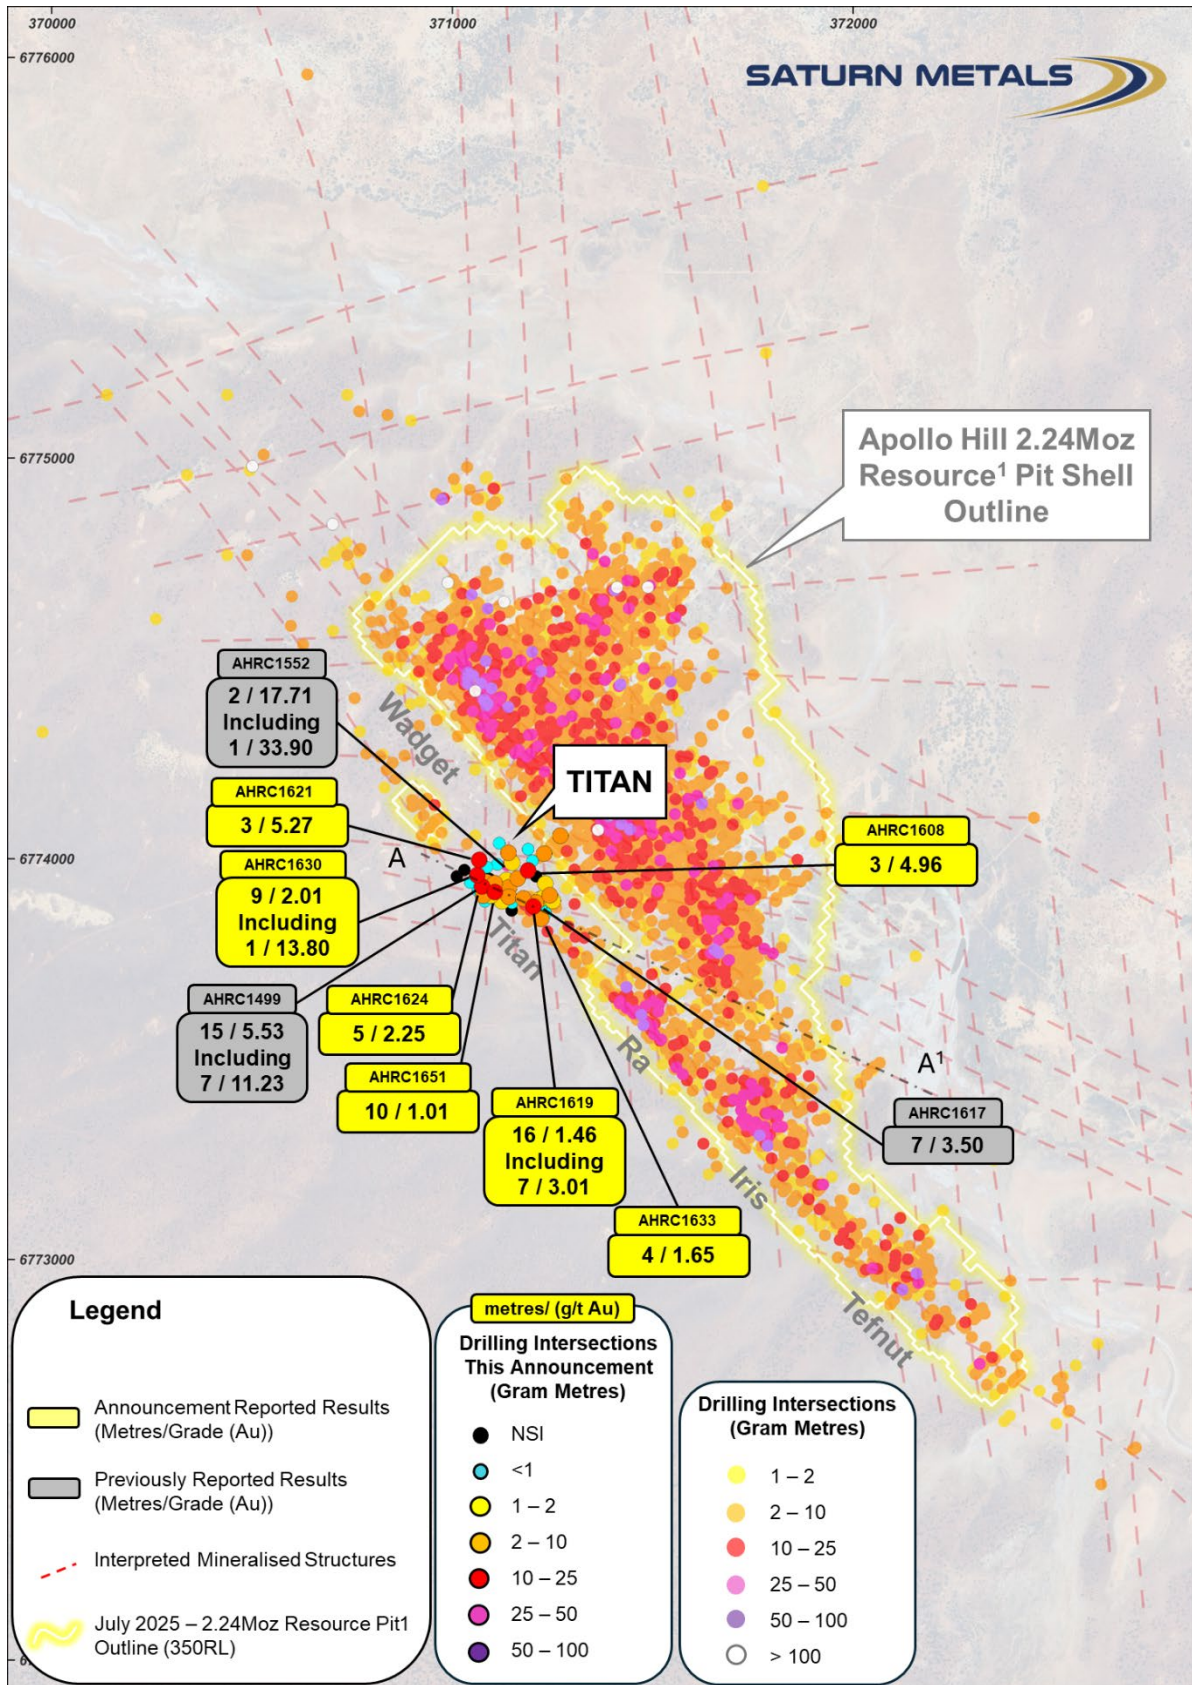 370000
371000
372000
6776000
SATURN METALS
Apollo Hill 2.24Moz
Resource¹ Pit Shell
Outline
6775000
AHRC1552
2 / 17.71
Including
1 / 33.90
Wadget
TITAN
AHRC1621
3 / 5.27
6774000
A
AHRC1608
3 / 4.96
AHRC1630
9 / 2.01
Including
1 / 13.80
Titan
AHRC1499
15 / 5.53
Including
7 / 11.23
AHRC1624
5 / 2.25
Ra
A¹
AHRC1651
10 / 1.01
AHRC1619
16 / 1.46
Including
7 / 3.01
AHRC1617
7 / 3.50
Iris
AHRC1633
4 / 1.65
6773000
Tefnut
Legend
Announcement Reported Results
(Metres/Grade (Au))
Previously Reported Results
(Metres/Grade (Au))
Interpreted Mineralised Structures
July 2025 – 2.24Moz Resource Pit1
Outline (350RL)
metres/ (g/t Au)
Drilling Intersections
This Announcement
(Gram Metres)
NSI
<1
1 – 2
2 – 10
10 – 25
25 – 50
50 – 100
Drilling Intersections
(Gram Metres)
1 – 2
2 – 10
10 – 25
25 – 50
50 – 100
> 100